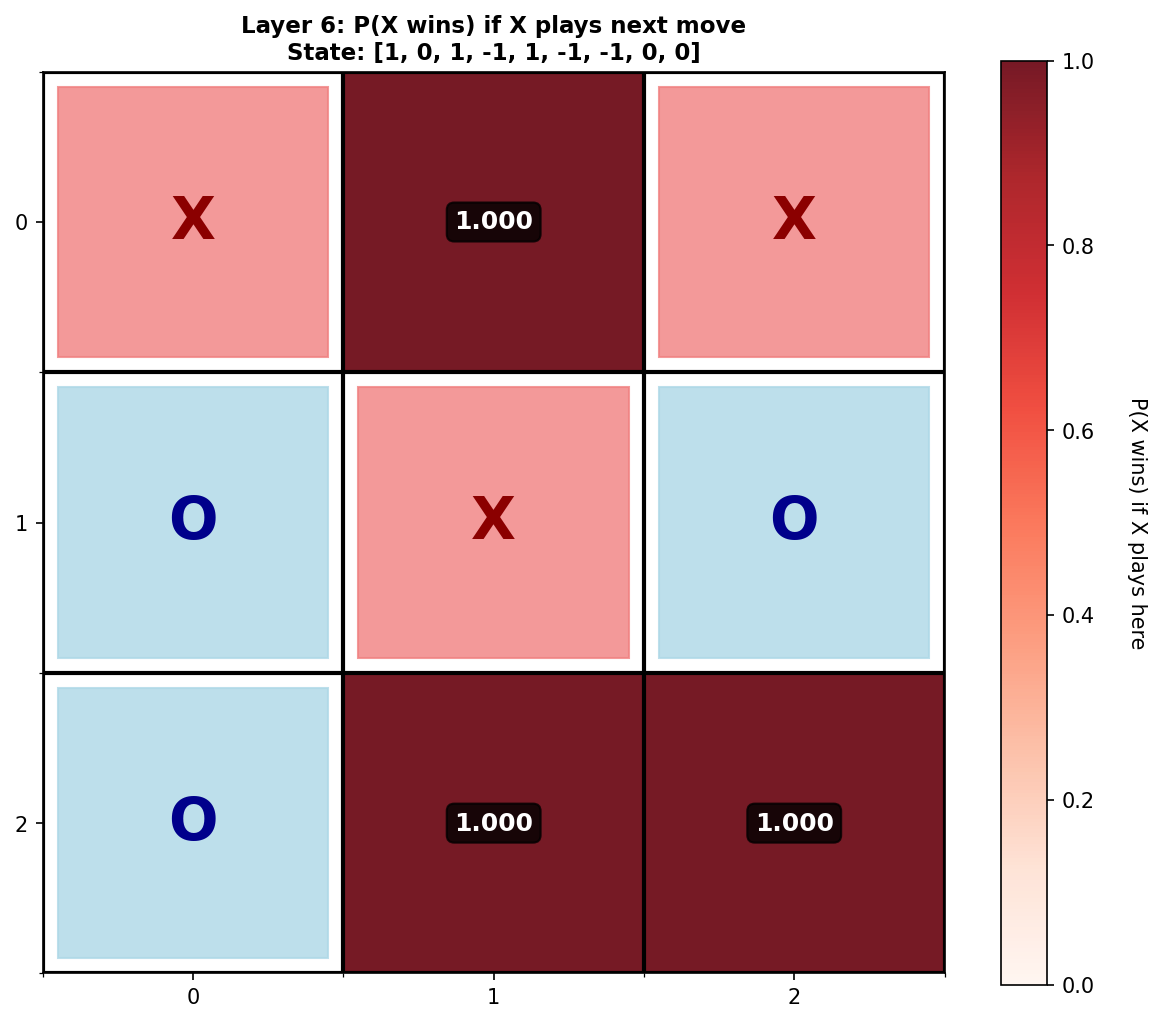 Layer 6: P(X wins) if X plays next move
State: [1, 0, 1, -1, 1, -1, -1, 0, 0]
1.0
0.8
0.6
0.4
0.2
0.0
P(X wins) if X plays here
0
X
1.000
X
1
O
X
O
2
O
1.000
1.000
0
1
2